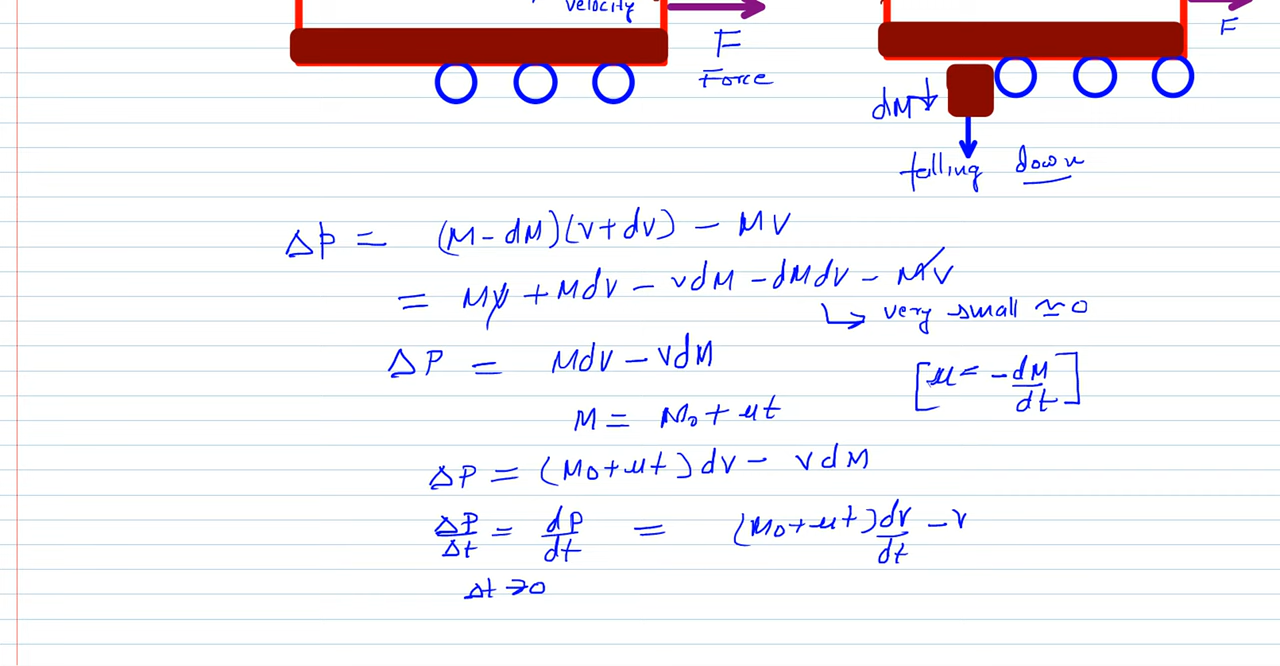 velocity
F
Force
F
dM↓
falling down
Δp = (M - dM)(v+dv) - MV
= Mv + Mdv - vdM - dMdv - MV
↳ very small ≃ 0
ΔP = Mdv - vdM
[μ = -dM/dt]
M = M₀ + μt
ΔP = (M₀+μt)dv - vdM
ΔP/Δt = dP/dt = (M₀+μt)dv/dt - v
Δt→0